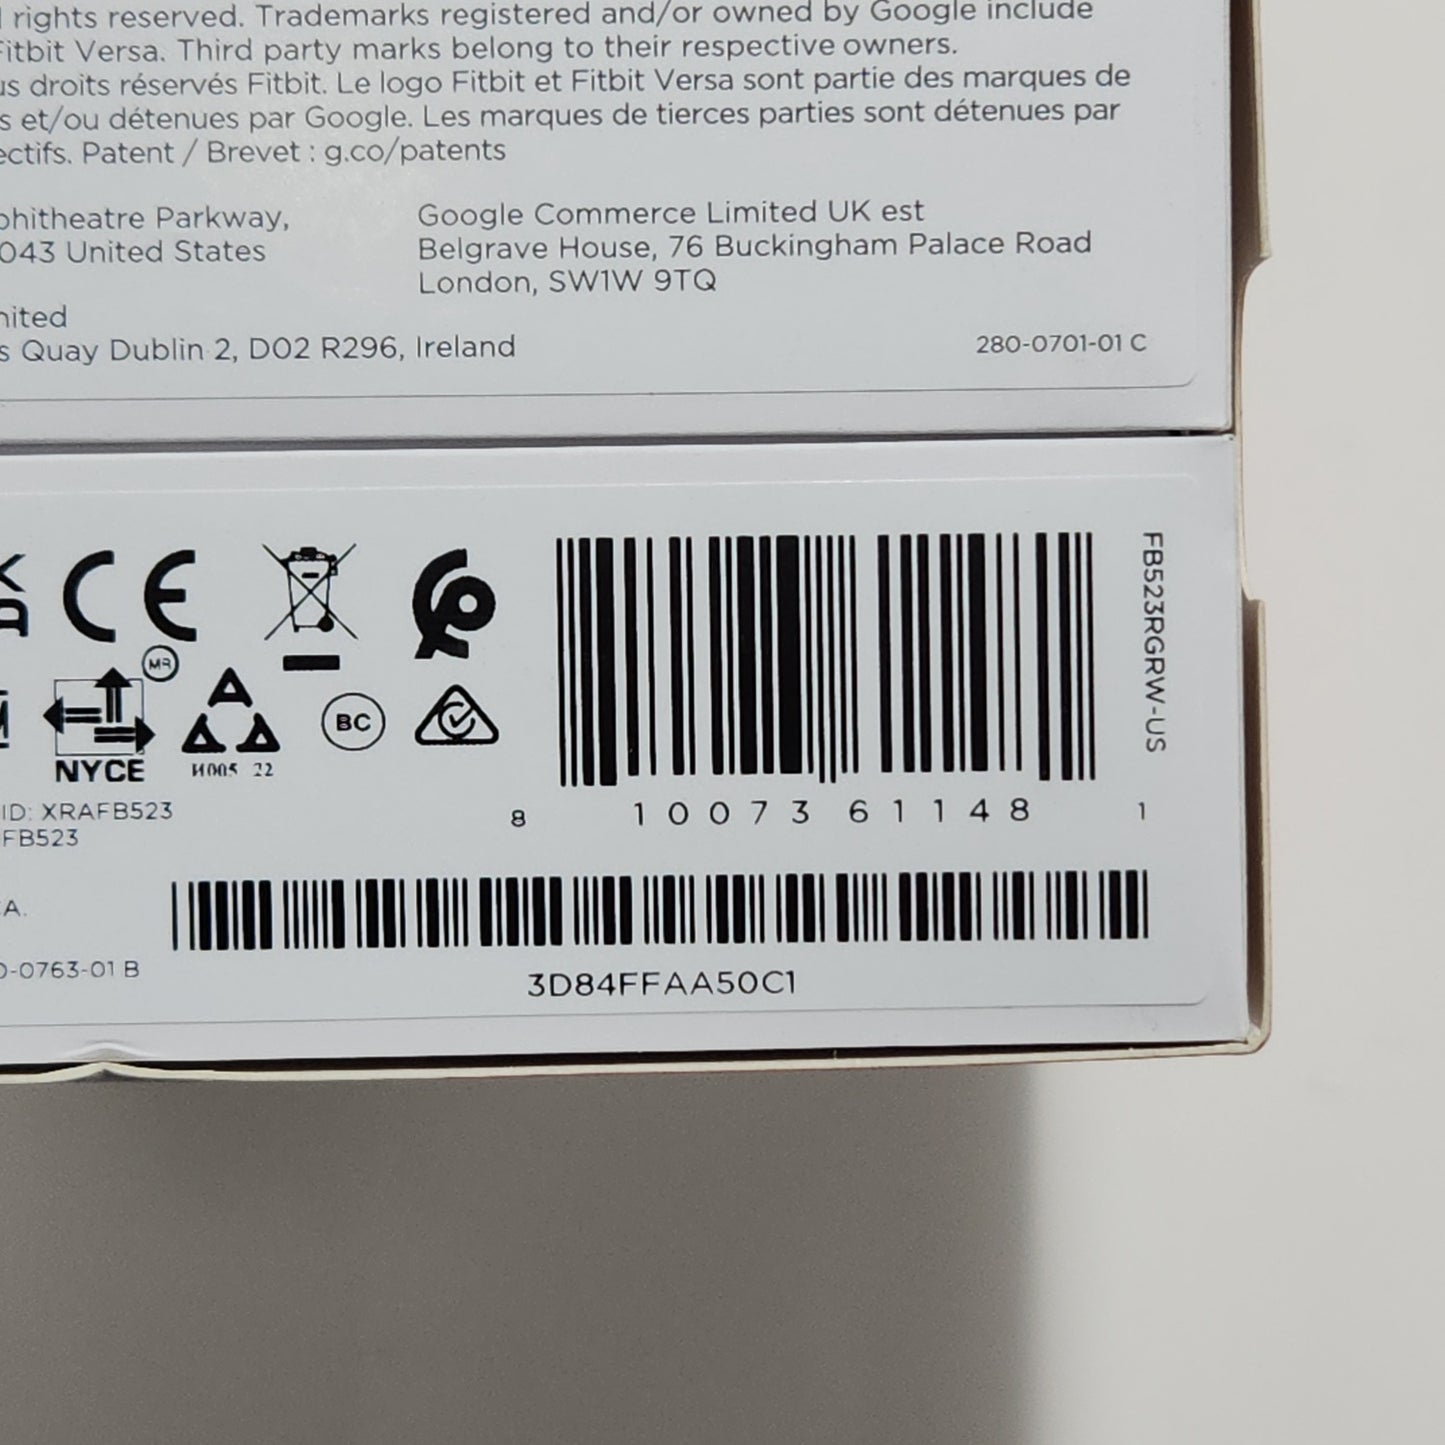 rights reserved. Trademarks registered and/or owned by Google include
Fitbit Versa. Third party marks belong to their respective owners.
us droits réservés Fitbit. Le logo Fitbit et Fitbit Versa sont partie des marques de
s et/ou détenues par Google. Les marques de tierces parties sont détenues par
ectifs. Patent / Brevet : g.co/patents
phitheatre Parkway,
043 United States
Google Commerce Limited UK est
Belgrave House, 76 Buckingham Palace Road
London, SW1W 9TQ
nited
s Quay Dublin 2, D02 R296, Ireland
280-0701-01 C
CE
MR
BC
NYCE
И005 22
FB523RGRW-US
ID: XRAFB523
FB523
8 10073 61148 1
A.
0-0763-01 B
3D84FFAA50C1